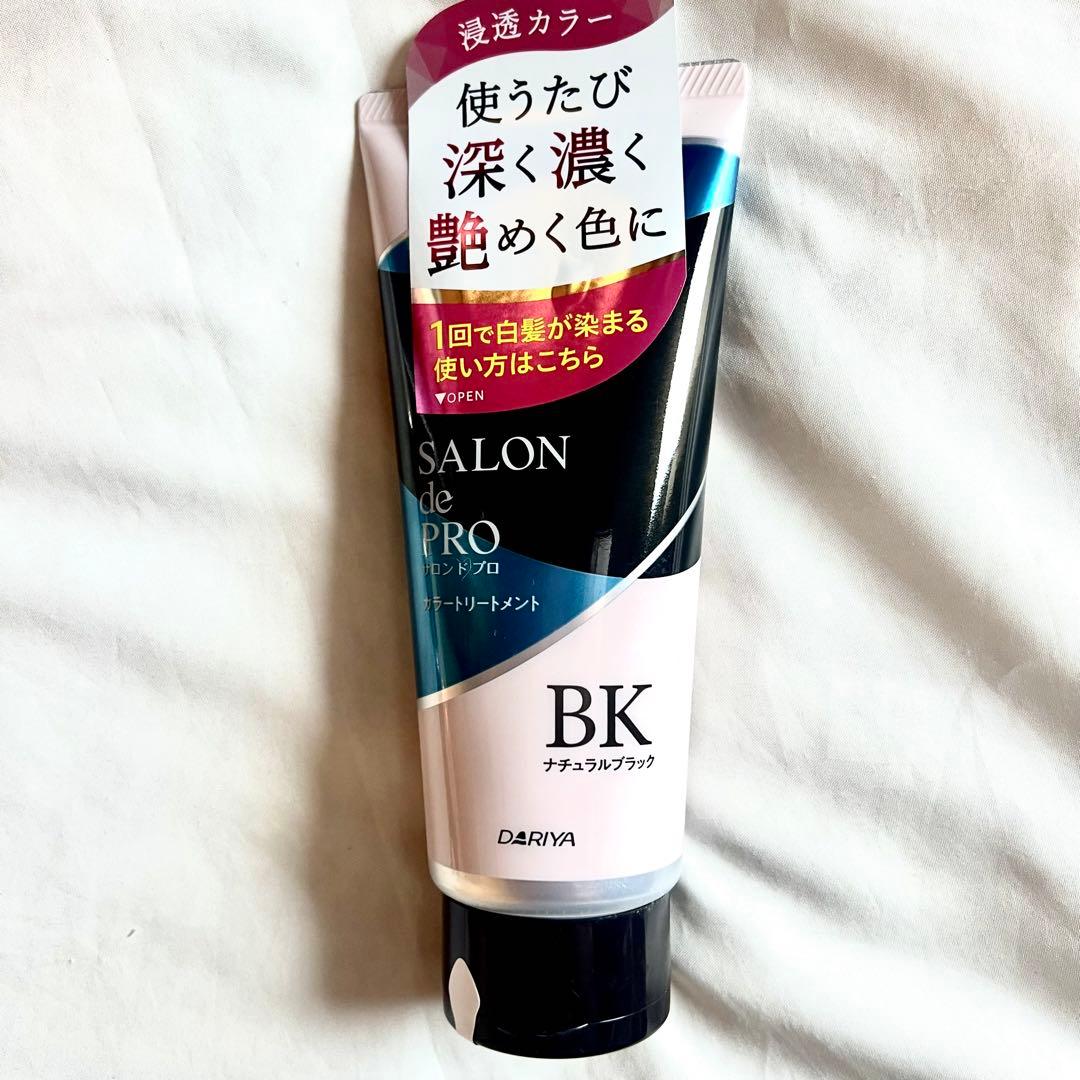 浸透カラー
使うたび
深く濃く
艶めく色に
1回で白髪が染まる
使い方はこちら
▼OPEN
SALON
de
PRO
サロンドプロ
カラートリートメント
BK
ナチュラルブラック
DARIYA